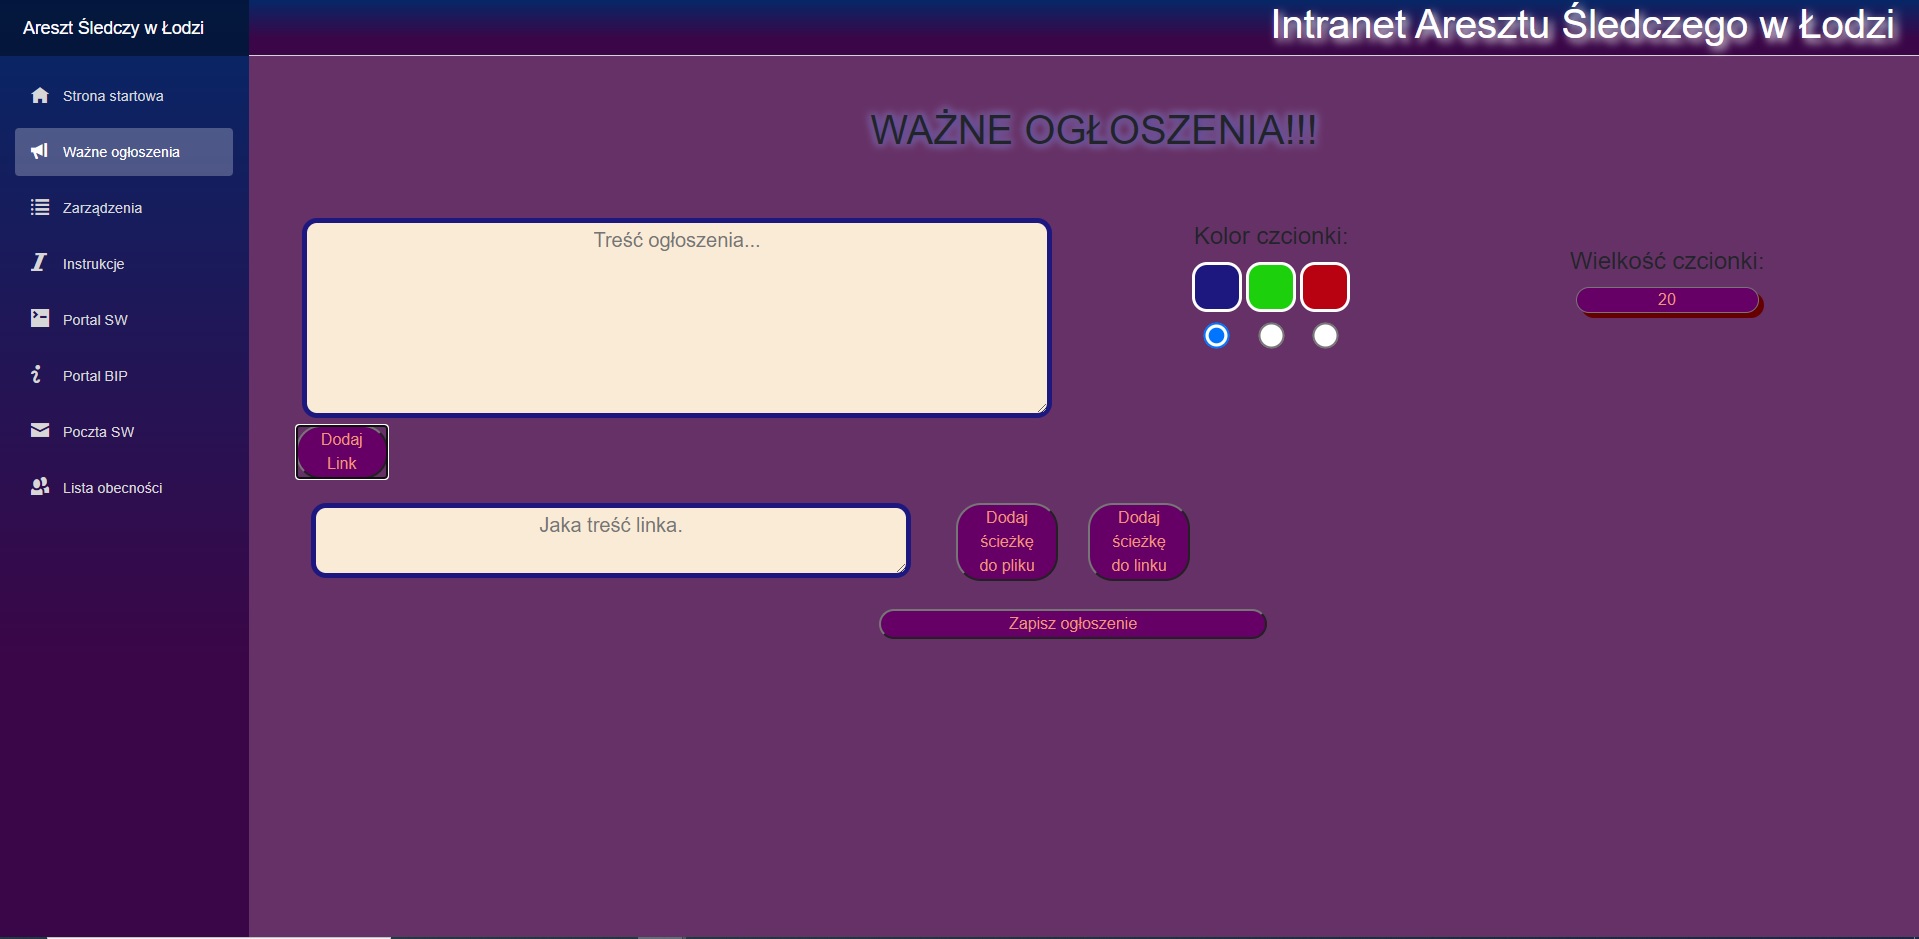 Areszt Śledczy w Łodzi
Intranet Aresztu Śledczego w Łodzi
Strona startowa
Ważne ogłoszenia
Zarządzenia
Instrukcje
Portal SW
Portal BIP
Poczta SW
Lista obecności
WAŻNE OGŁOSZENIA!!!
Treść ogłoszenia...
Kolor czcionki:
Wielkość czcionki:
20
Dodaj
Link
Jaka treść linka.
Dodaj
ścieżkę
do pliku
Dodaj
ścieżkę
do linku
Zapisz ogłoszenie